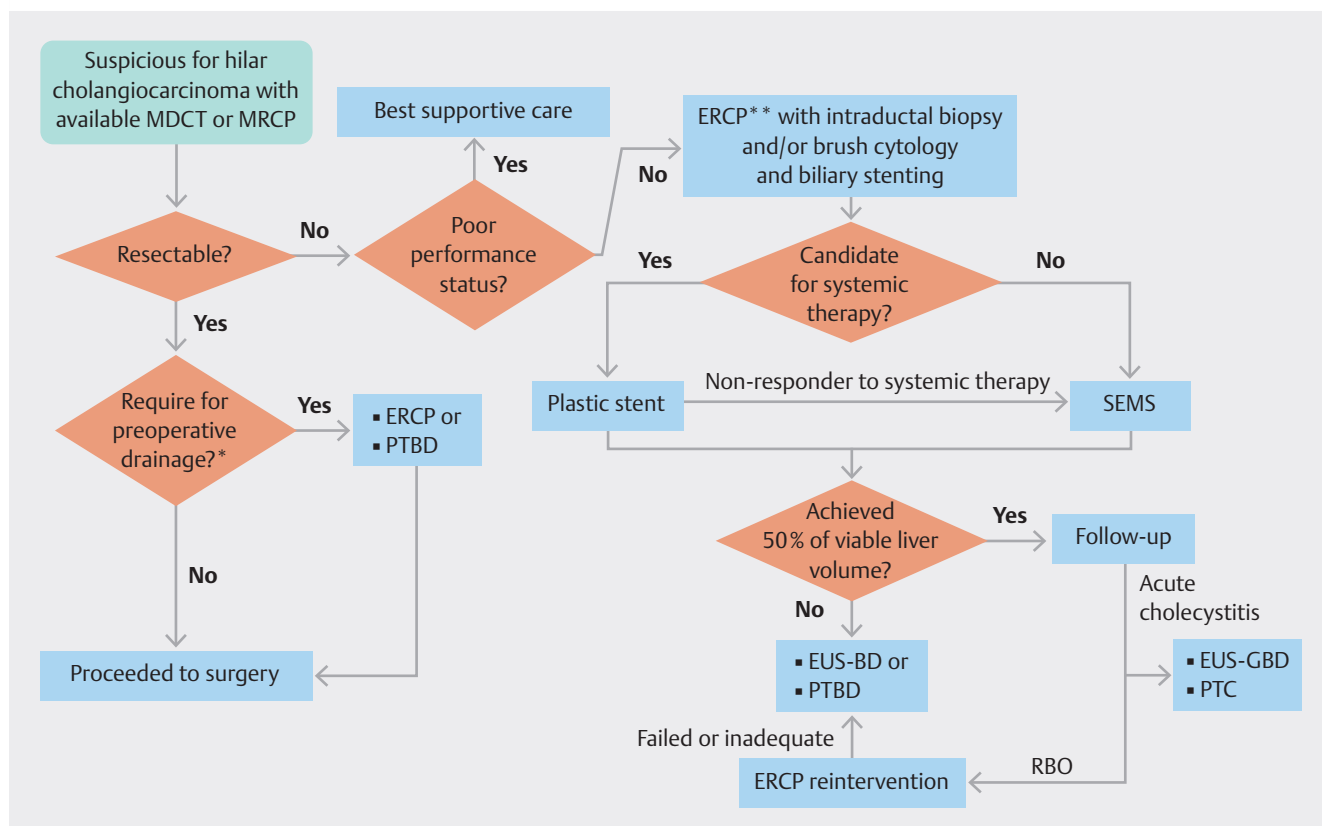 Suspicious for hilar
cholangiocarcinoma with
available MDCT or MRCP
Best supportive care
ERCP** with intraductal biopsy
and/or brush cytology
and biliary stenting
Yes
No
Resectable?
No
Poor
performance
status?
Yes
Candidate
for systemic
therapy?
No
Yes
Require for
preoperative
drainage?*
Yes
▪ ERCP or
▪ PTBD
Plastic stent
Non-responder to systemic therapy
SEMS
Achieved
50% of viable liver
volume?
Yes
Follow-up
No
No
Acute
cholecystitis
Proceeded to surgery
▪ EUS-BD or
▪ PTBD
▪ EUS-GBD
▪ PTC
Failed or inadequate
ERCP reintervention
RBO